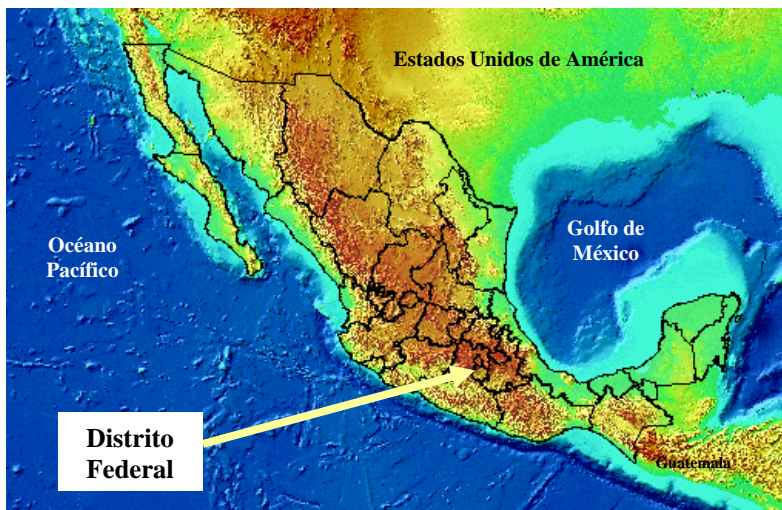 Estados Unidos de América
Océano
Pacífico
Golfo de
México
Distrito
Federal
Guatemala